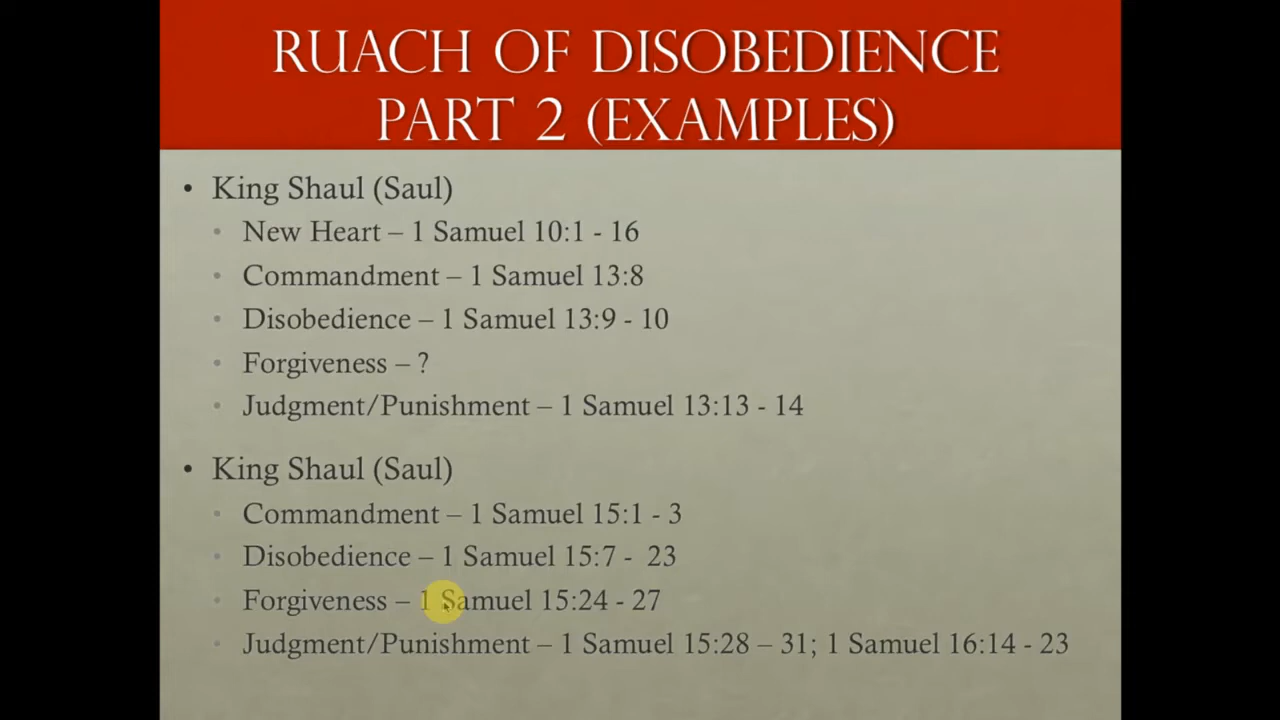 RUACH OF DISOBEDIENCE
PART 2 (EXAMPLES)
• King Shaul (Saul)
• New Heart – 1 Samuel 10:1 - 16
• Commandment – 1 Samuel 13:8
• Disobedience – 1 Samuel 13:9 - 10
• Forgiveness – ?
• Judgment/Punishment – 1 Samuel 13:13 - 14
• King Shaul (Saul)
• Commandment – 1 Samuel 15:1 - 3
• Disobedience – 1 Samuel 15:7 - 23
• Forgiveness – 1 Samuel 15:24 - 27
• Judgment/Punishment – 1 Samuel 15:28 – 31; 1 Samuel 16:14 - 23